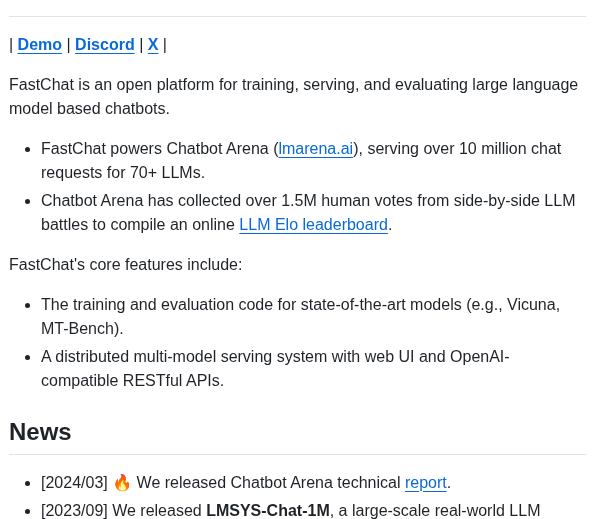 | Demo | Discord | X |
FastChat is an open platform for training, serving, and evaluating large language
model based chatbots.
• FastChat powers Chatbot Arena (lmarena.ai), serving over 10 million chat
requests for 70+ LLMs.
• Chatbot Arena has collected over 1.5M human votes from side-by-side LLM
battles to compile an online LLM Elo leaderboard.
FastChat's core features include:
• The training and evaluation code for state-of-the-art models (e.g., Vicuna,
MT-Bench).
• A distributed multi-model serving system with web UI and OpenAI-
compatible RESTful APIs.
News
• [2024/03] 🔥 We released Chatbot Arena technical report.
• [2023/09] We released LMSYS-Chat-1M, a large-scale real-world LLM